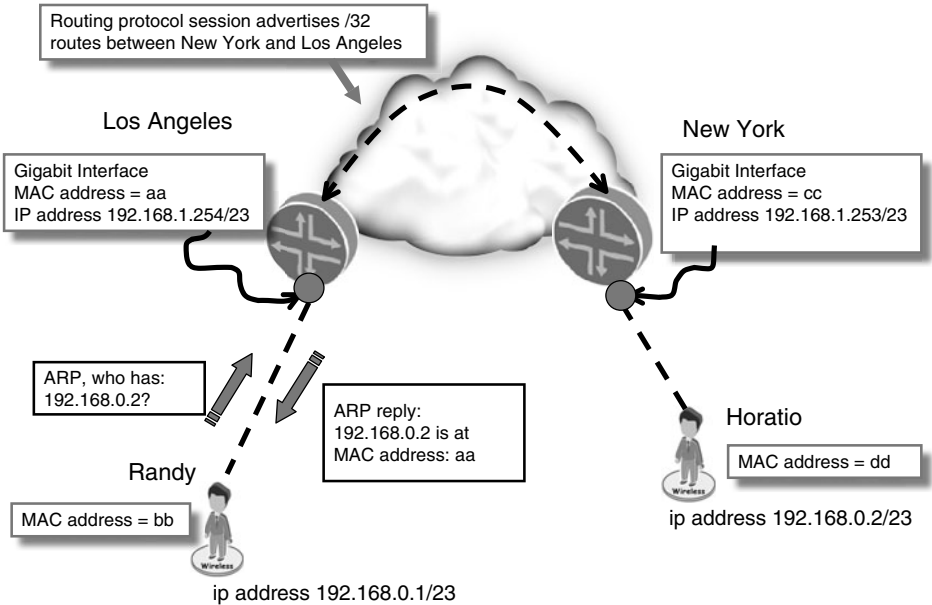 Routing protocol session advertises /32
routes between New York and Los Angeles
Los Angeles
New York
Gigabit Interface
MAC address = aa
IP address 192.168.1.254/23
Gigabit Interface
MAC address = cc
IP address 192.168.1.253/23
ARP, who has:
192.168.0.2?
ARP reply:
192.168.0.2 is at
MAC address: aa
Horatio
MAC address = dd
Wireless
ip address 192.168.0.2/23
Randy
MAC address = bb
Wireless
ip address 192.168.0.1/23